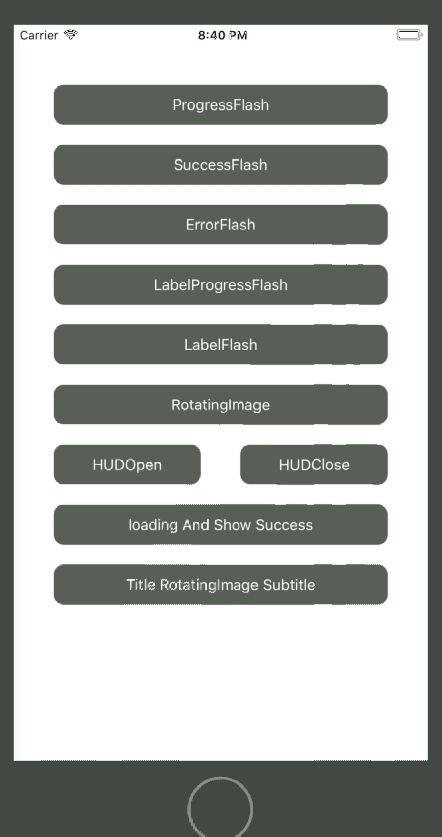 Carrier
8:40 PM
ProgressFlash
SuccessFlash
ErrorFlash
LabelProgressFlash
LabelFlash
RotatingImage
HUDOpen
HUDClose
loading And Show Success
Title RotatingImage Subtitle